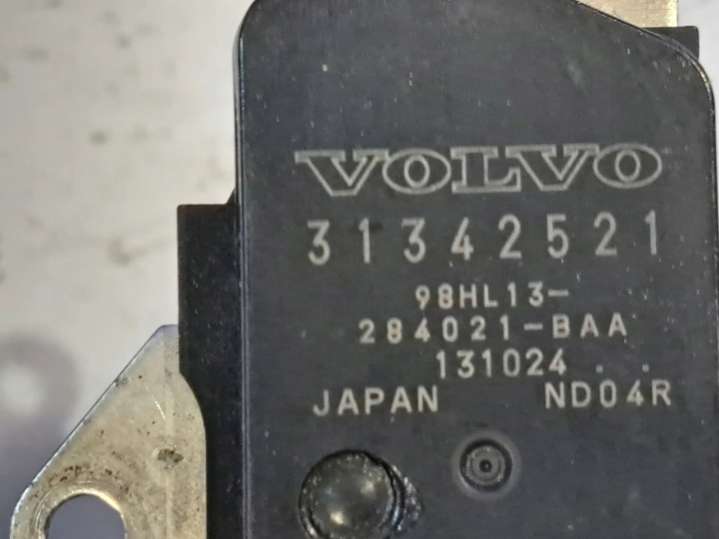 VOLVO
31342521
98HL13-
284021-BAA
131024 . .
JAPAN ND04R